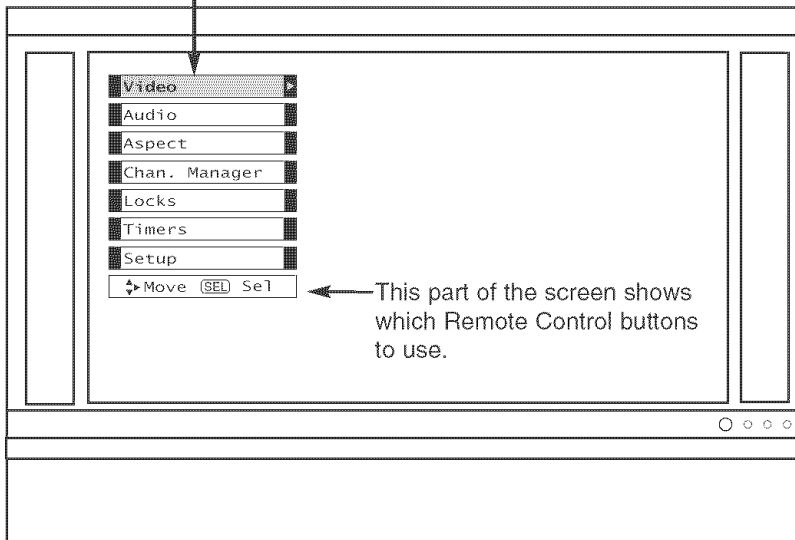 Video
Audio
Aspect
Chan. Manager
Locks
Timers
Setup
Move SEL Sel
This part of the screen shows
which Remote Control buttons
to use.